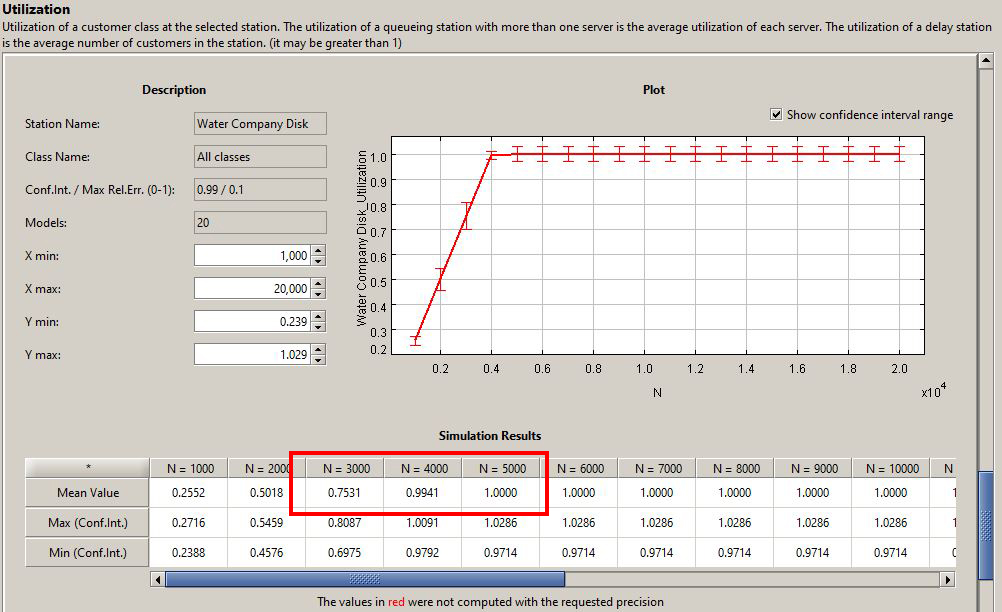 Utilization
Utilization of a customer class at the selected station. The utilization of a queueing station with more than one server is the average utilization of each server. The utilization of a delay station
is the average number of customers in the station. (it may be greater than 1)
Description
Plot
Station Name: Water Company Disk
Show confidence interval range
Class Name: All classes
Conf.Int. / Max Rel.Err. (0-1): 0.99 / 0.1
Models: 20
X min: 1,000
X max: 20,000
Y min: 0.239
Y max: 1.029
Water Company Disk_Utilization
1.0
0.9
0.8
0.7
0.6
0.5
0.4
0.3
0.2
0.2 0.4 0.6 0.8 1.0 1.2 1.4 1.6 1.8 2.0
N
x10^4
Simulation Results
* N = 1000 N = 2000 N = 3000 N = 4000 N = 5000 N = 6000 N = 7000 N = 8000 N = 9000 N = 10000 N
Mean Value 0.2552 0.5018 0.7531 0.9941 1.0000 1.0000 1.0000 1.0000 1.0000 1.0000
Max (Conf.Int.) 0.2716 0.5459 0.8087 1.0091 1.0286 1.0286 1.0286 1.0286 1.0286 1.0286
Min (Conf.Int.) 0.2388 0.4576 0.6975 0.9792 0.9714 0.9714 0.9714 0.9714 0.9714 0.9714
The values in red were not computed with the requested precision